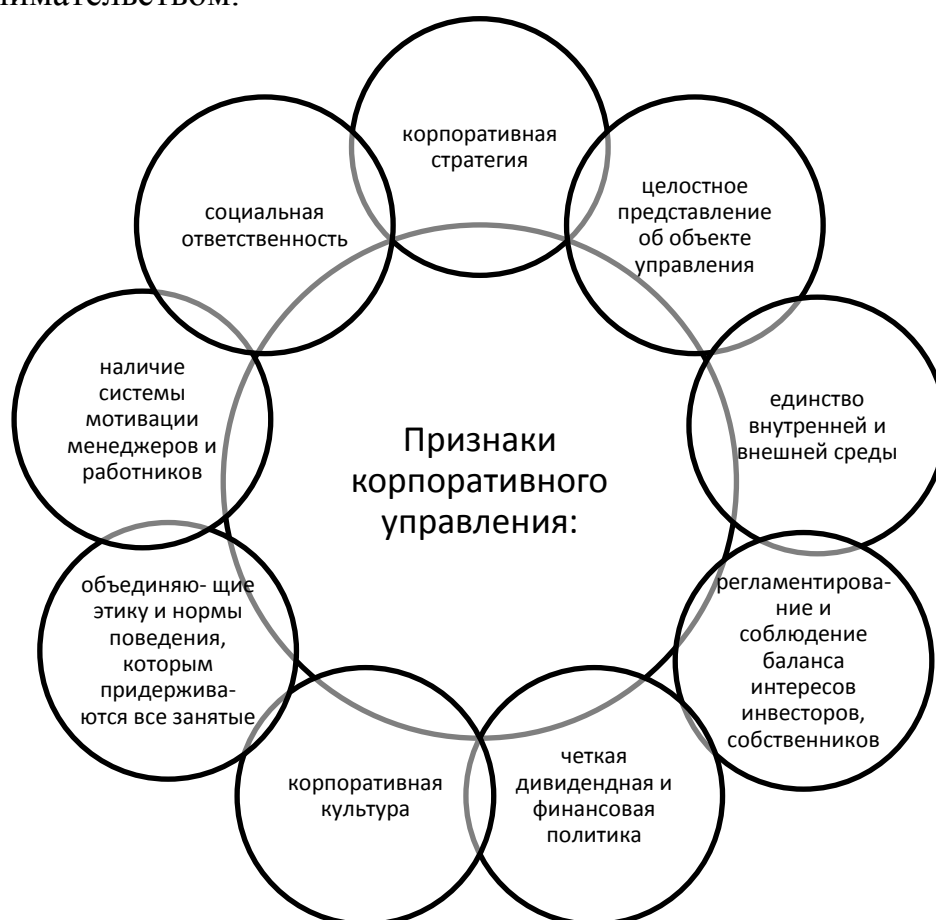 нимательством.
корпоративная
стратегия
целостное
представление
об объекте
управления
единство
внутренней и
внешней среды
регламентирова-
ние и
соблюдение
баланса
интересов
инвесторов,
собственников
четкая
дивидендная и
финансовая
политика
корпоративная
культура
объединяю- щие
этику и нормы
поведения,
которым
придержива-
ются все занятые
наличие
системы
мотивации
менеджеров и
работников
социальная
ответственность
Признаки
корпоративного
управления: